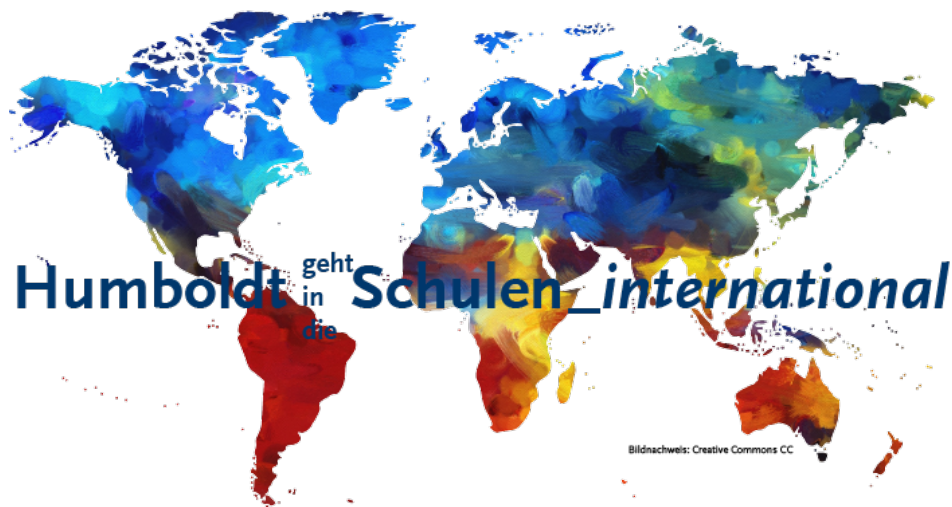 Humboldt geht in die Schulen_international
Bildnachweis: Creative Commons CC